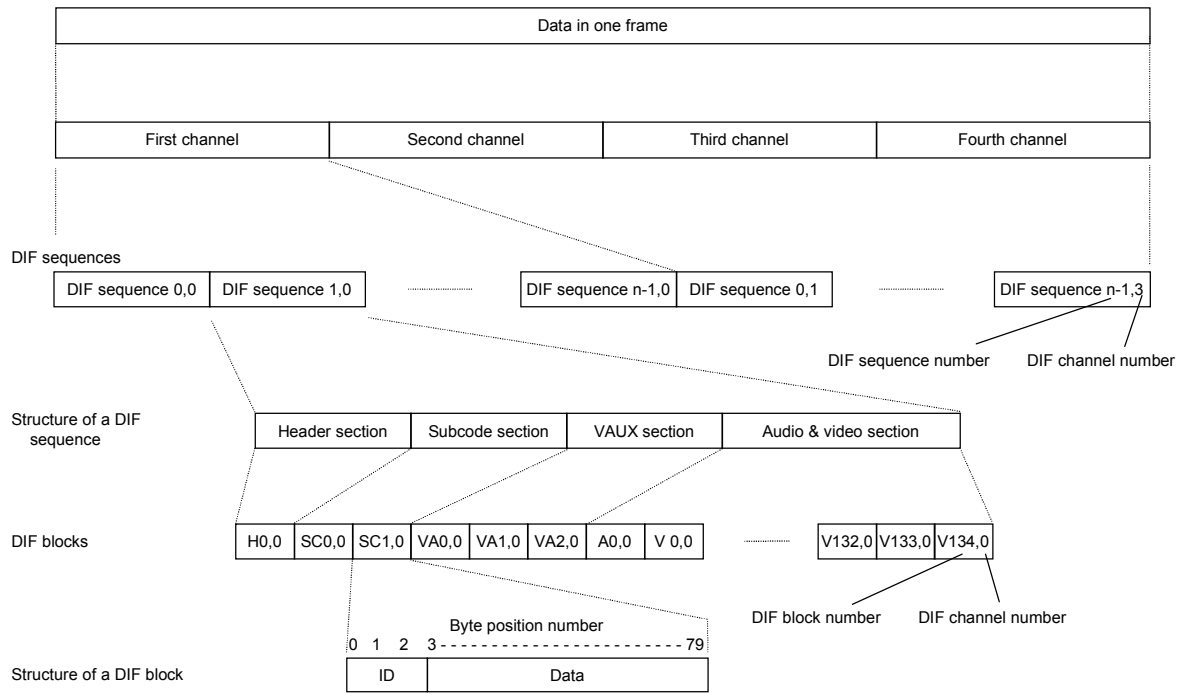 Data in one frame
First channel Second channel Third channel Fourth channel
DIF sequences
DIF sequence 0,0 DIF sequence 1,0 DIF sequence n-1,0 DIF sequence 0,1 DIF sequence n-1,3
DIF sequence number DIF channel number
Structure of a DIF
sequence
Header section Subcode section VAUX section Audio & video section
DIF blocks
H0,0 SC0,0 SC1,0 VA0,0 VA1,0 VA2,0 A0,0 V 0,0 V132,0 V133,0 V134,0
DIF block number DIF channel number
Byte position number
0 1 2 3 - - - - - - - - - - - - - - - - - - - - - - - - - - - 79
Structure of a DIF block
ID Data